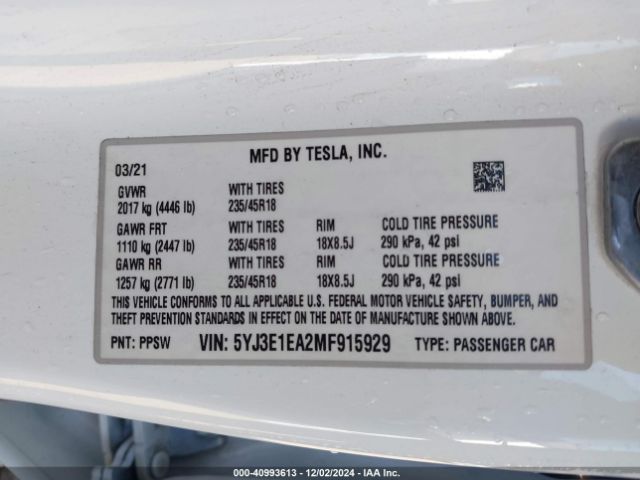 MFD BY TESLA, INC.
03/21
GVWR WITH TIRES
2017 kg (4446 lb) 235/45R18
GAWR FRT WITH TIRES RIM COLD TIRE PRESSURE
1110 kg (2447 lb) 235/45R18 18X8.5J 290 kPa, 42 psi
GAWR RR WITH TIRES RIM COLD TIRE PRESSURE
1257 kg (2771 lb) 235/45R18 18X8.5J 290 kPa, 42 psi
THIS VEHICLE CONFORMS TO ALL APPLICABLE U.S. FEDERAL MOTOR VEHICLE SAFETY, BUMPER, AND
THEFT PREVENTION STANDARDS IN EFFECT ON THE DATE OF MANUFACTURE SHOWN ABOVE.
PNT: PPSW VIN: 5YJ3E1EA2MF915929 TYPE: PASSENGER CAR
000-40993613 - 12/02/2024 - IAA Inc.